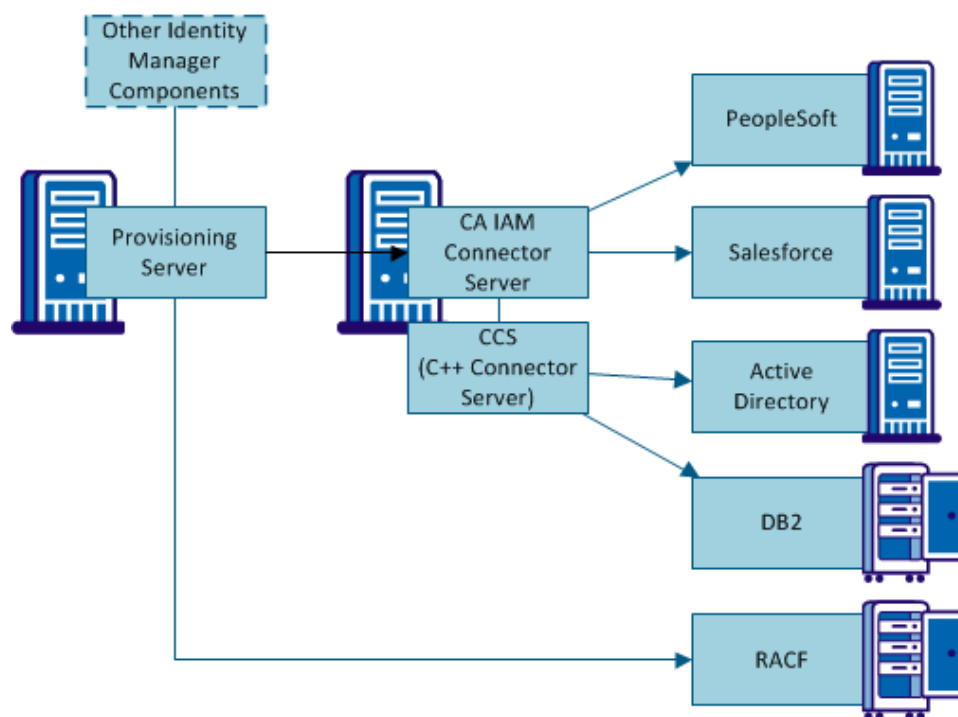 Other Identity
Manager
Components
PeopleSoft
Provisioning
Server
CA IAM
Connector
Server
Salesforce
CCS
(C++ Connector
Server)
Active
Directory
DB2
RACF